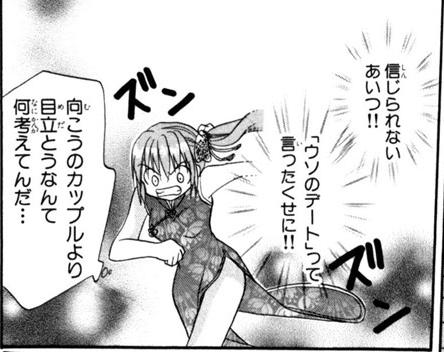 信じられない
あいつ!!
「ウソのデート」って
言ったくせに!!
ズン
ズン
向こうのカップルより
目立とうなんて
何考えてんだ…